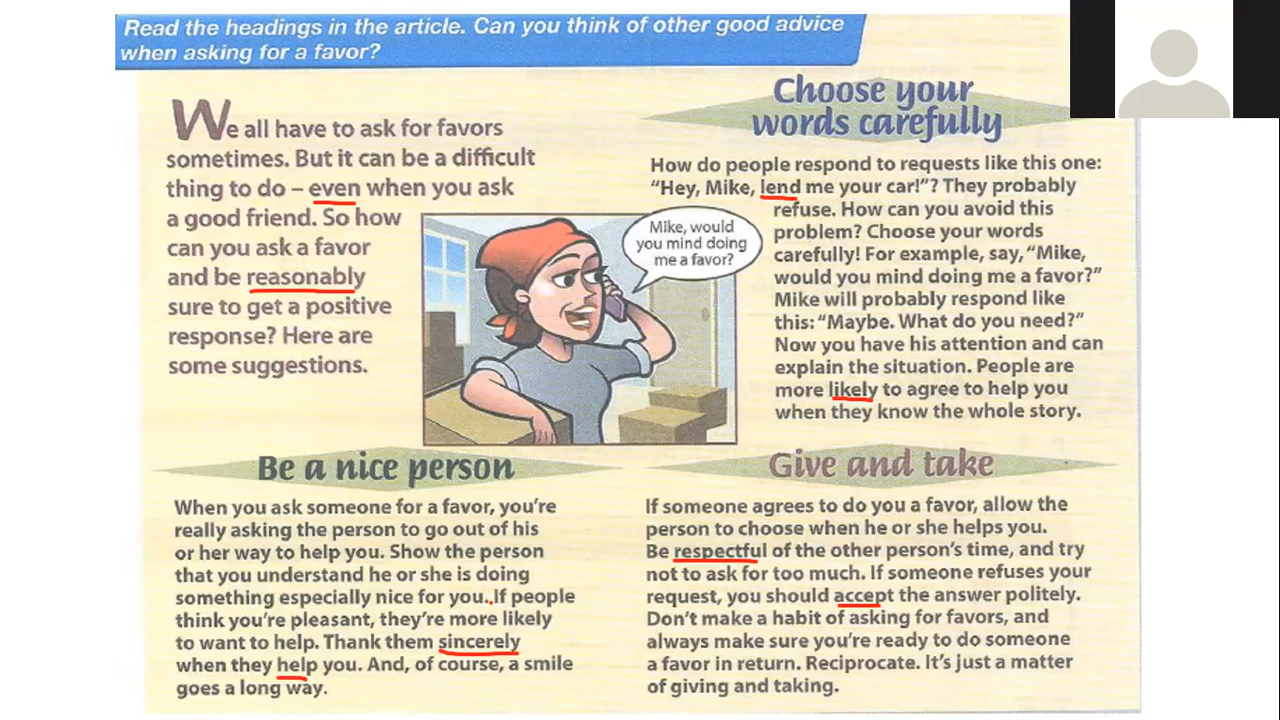 Read the headings in the article. Can you think of other good advice
when asking for a favor?
We all have to ask for favors
sometimes. But it can be a difficult
thing to do – even when you ask
a good friend. So how
can you ask a favor
and be reasonably
sure to get a positive
response? Here are
some suggestions.
Mike, would
you mind doing
me a favor?
Choose your
words carefully
How do people respond to requests like this one:
“Hey, Mike, lend me your car!”? They probably
refuse. How can you avoid this
problem? Choose your words
carefully! For example, say, “Mike,
would you mind doing me a favor?”
Mike will probably respond like
this: “Maybe. What do you need?”
Now you have his attention and can
explain the situation. People are
more likely to agree to help you
when they know the whole story.
Be a nice person
When you ask someone for a favor, you’re
really asking the person to go out of his
or her way to help you. Show the person
that you understand he or she is doing
something especially nice for you. If people
think you’re pleasant, they’re more likely
to want to help. Thank them sincerely
when they help you. And, of course, a smile
goes a long way.
Give and take
If someone agrees to do you a favor, allow the
person to choose when he or she helps you.
Be respectful of the other person’s time, and try
not to ask for too much. If someone refuses your
request, you should accept the answer politely.
Don’t make a habit of asking for favors, and
always make sure you’re ready to do someone
a favor in return. Reciprocate. It’s just a matter
of giving and taking.